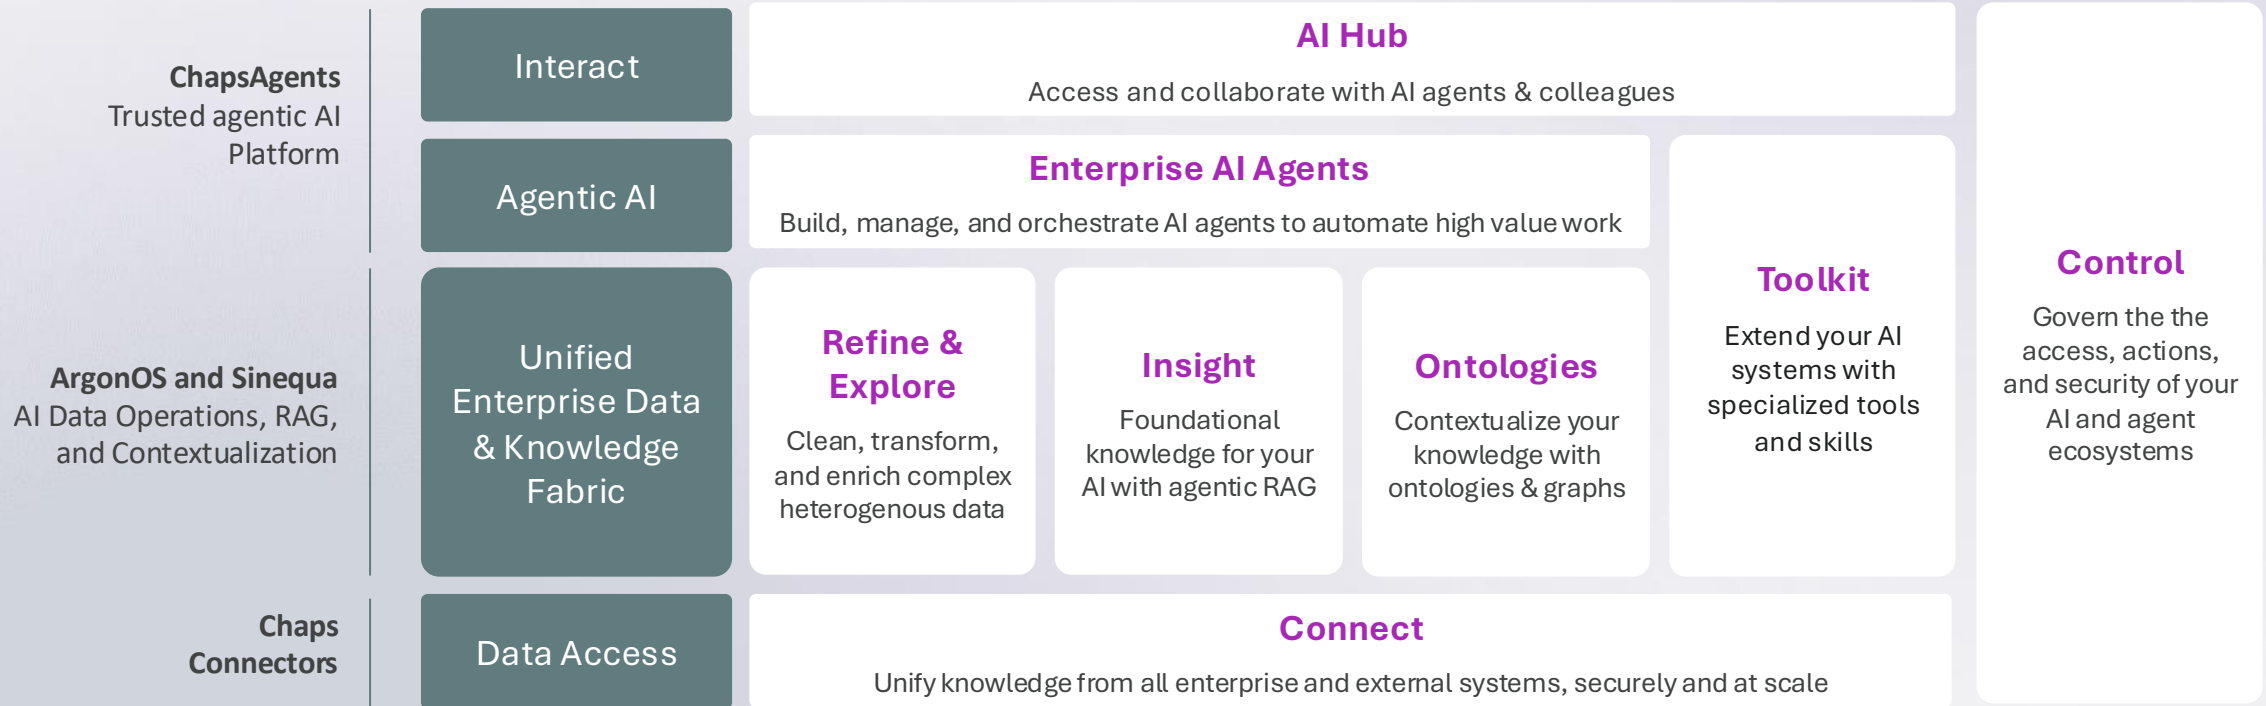 ChapsAgents
Trusted agentic AI
Platform
Interact
AI Hub
Access and collaborate with AI agents & colleagues
Agentic AI
Enterprise AI Agents
Build, manage, and orchestrate AI agents to automate high value work
ArgonOS and Sinequa
AI Data Operations, RAG,
and Contextualization
Unified
Enterprise Data
& Knowledge
Fabric
Refine &
Explore
Clean, transform,
and enrich complex
heterogenous data
Insight
Foundational
knowledge for your
AI with agentic RAG
Ontologies
Contextualize your
knowledge with
ontologies & graphs
Toolkit
Extend your AI
systems with
specialized tools
and skills
Control
Govern the the
access, actions,
and security of your
AI and agent
ecosystems
Chaps
Connectors
Data Access
Connect
Unify knowledge from all enterprise and external systems, securely and at scale